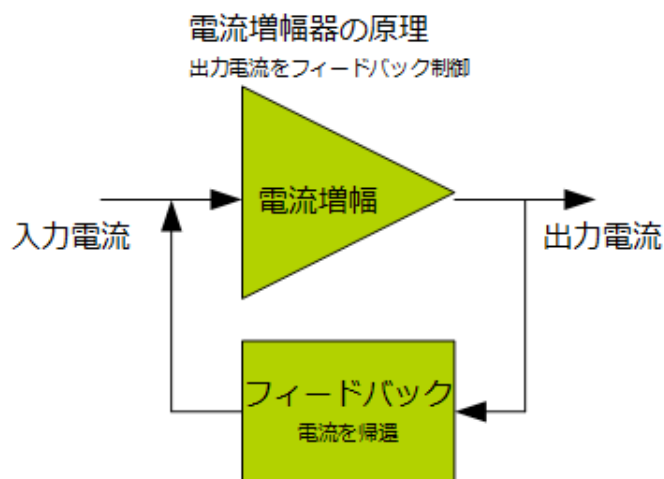 電流増幅器の原理
出力電流をフィードバック制御
電流増幅
入力電流
出力電流
フィードバック
電流を帰還